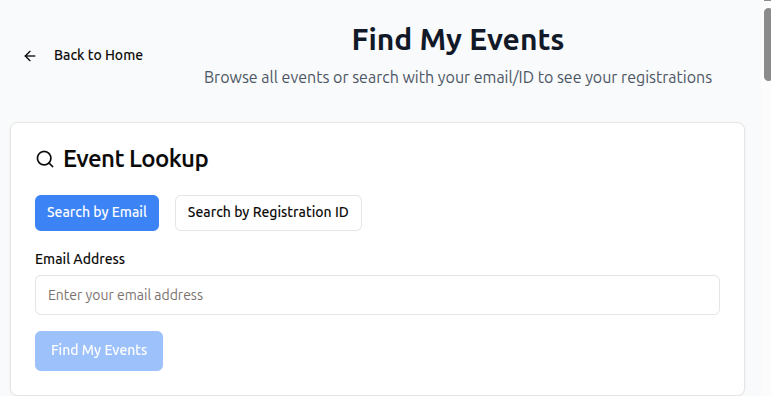 Find My Events
Back to Home
Browse all events or search with your email/ID to see your registrations
Event Lookup
Search by Email
Search by Registration ID
Email Address
Enter your email address
Find My Events